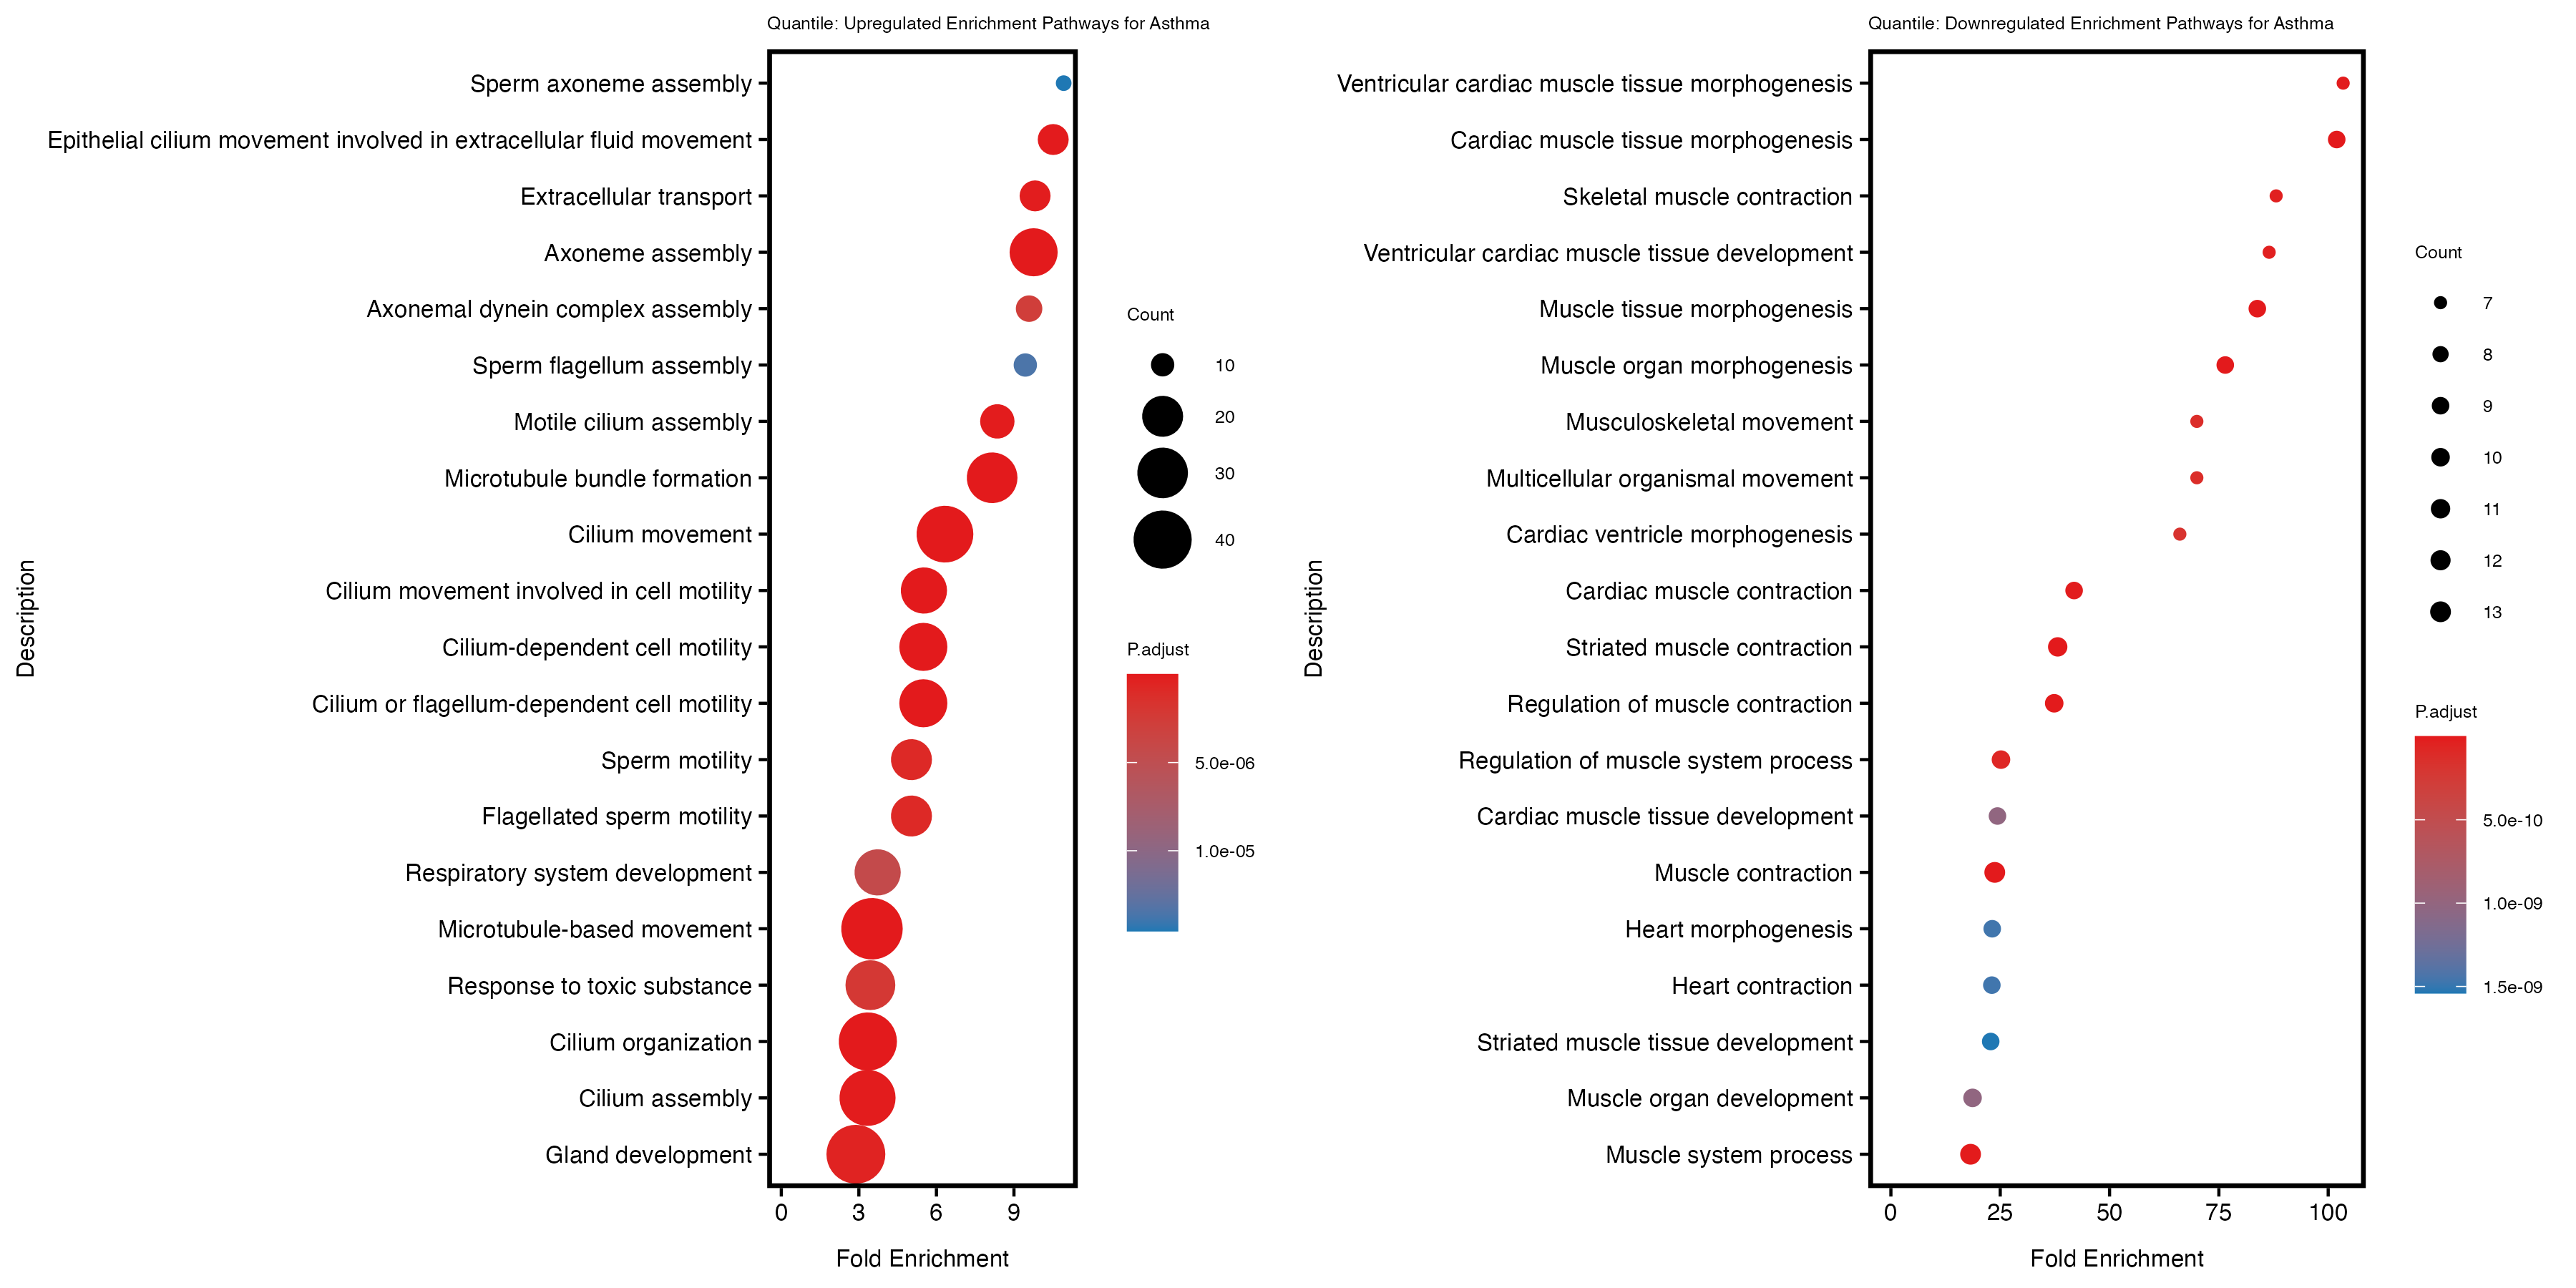 Quantile: Upregulated Enrichment Pathways for Asthma
Description
Sperm axoneme assembly
Epithelial cilium movement involved in extracellular fluid movement
Extracellular transport
Axoneme assembly
Axonemal dynein complex assembly
Sperm flagellum assembly
Motile cilium assembly
Microtubule bundle formation
Cilium movement
Cilium movement involved in cell motility
Cilium-dependent cell motility
Cilium or flagellum-dependent cell motility
Sperm motility
Flagellated sperm motility
Respiratory system development
Microtubule-based movement
Response to toxic substance
Cilium organization
Cilium assembly
Gland development
0 3 6 9
Fold Enrichment
Count
10
20
30
40
P.adjust
5.0e-06
1.0e-05
Quantile: Downregulated Enrichment Pathways for Asthma
Description
Ventricular cardiac muscle tissue morphogenesis
Cardiac muscle tissue morphogenesis
Skeletal muscle contraction
Ventricular cardiac muscle tissue development
Muscle tissue morphogenesis
Muscle organ morphogenesis
Musculoskeletal movement
Multicellular organismal movement
Cardiac ventricle morphogenesis
Cardiac muscle contraction
Striated muscle contraction
Regulation of muscle contraction
Regulation of muscle system process
Cardiac muscle tissue development
Muscle contraction
Heart morphogenesis
Heart contraction
Striated muscle tissue development
Muscle organ development
Muscle system process
0 25 50 75 100
Fold Enrichment
Count
7
8
9
10
11
12
13
P.adjust
5.0e-10
1.0e-09
1.5e-09